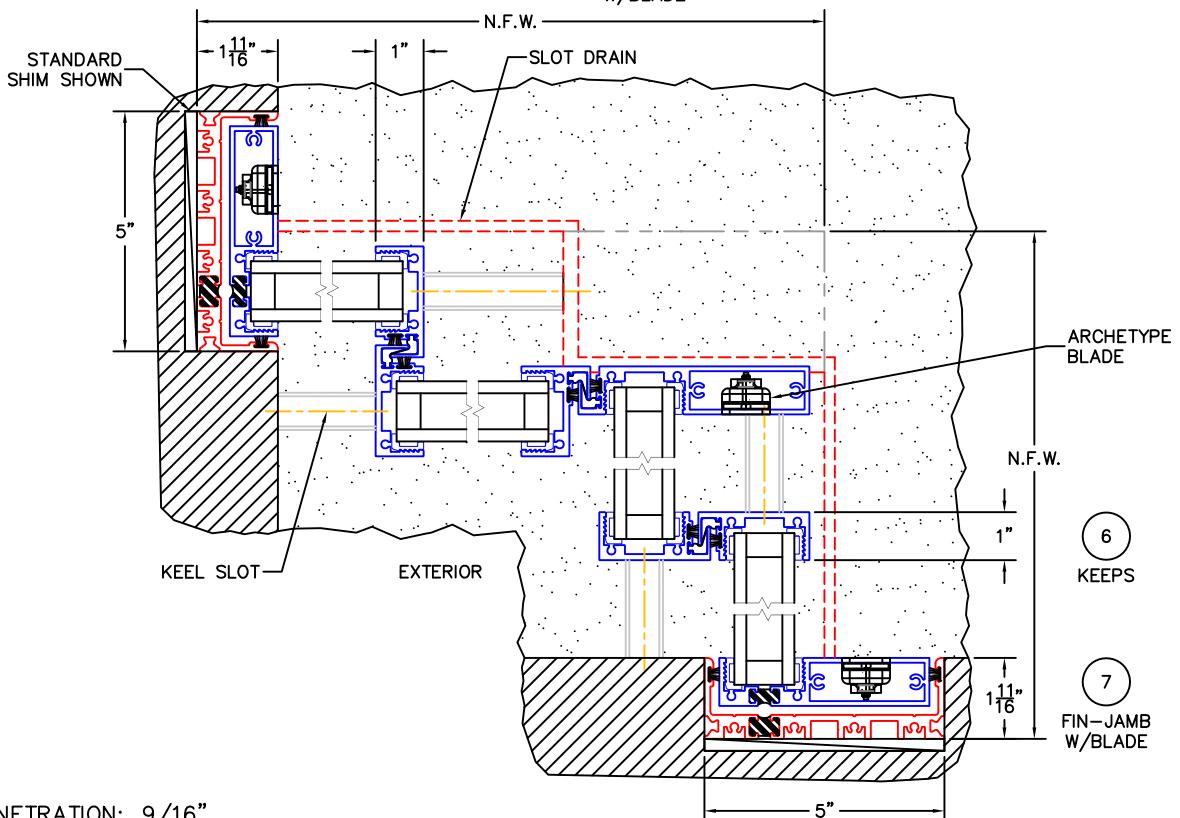 W/BLADE
N.F.W.
1 11/16"
1"
STANDARD
SHIM SHOWN
SLOT DRAIN
5"
ARCHETYPE
BLADE
N.F.W.
1"
6
KEEPS
KEEL SLOT
EXTERIOR
1 11/16"
7
FIN-JAMB
W/BLADE
5"
NETRATION: 9/16"